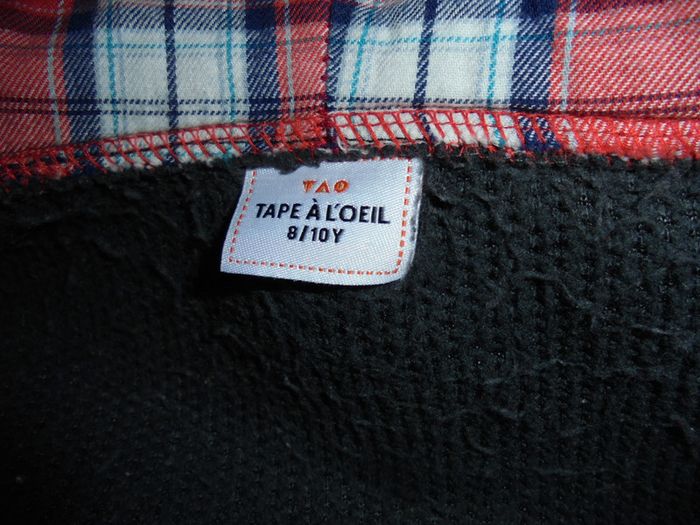 TAO
TAPE À L'OEIL
8/10Y